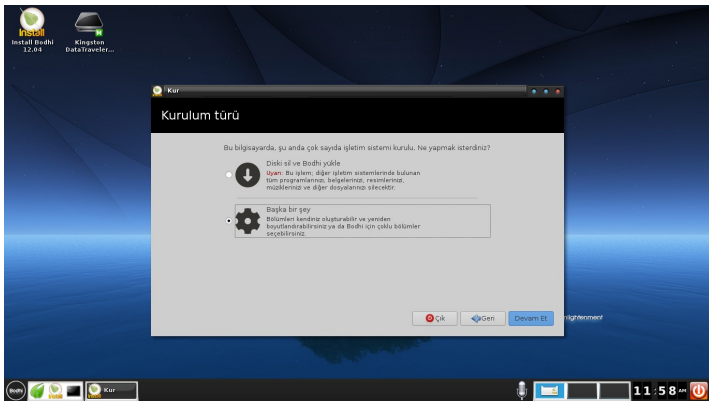 Install
Install Bodhi
12.04
Kingston
DataTraveler...
Kur
Kurulum türü
Bu bilgisayarda, şu anda çok sayıda işletim sistemi kurulu. Ne yapmak isterdiniz?
Diski sil ve Bodhi yükle
Uyarı: Bu işlem; diğer işletim sistemlerinde bulunan
tüm programlarınızı, belgelerinizi, resimlerinizi,
müziklerinizi ve diğer dosyalarınızı silecektir.
Başka bir şey
Bölümleri kendiniz oluşturabilir ve yeniden
boyutlandırabilirsiniz ya da Bodhi için çoklu bölümler
seçebilirsiniz.
Çık
Geri
Devam Et
nlightenment
Bodhi
Kur
11:58 AM